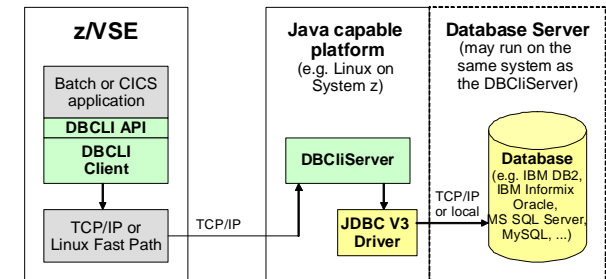 z/VSE
Batch or CICS
application
DBCLI API
DBCLI
Client
TCP/IP or
Linux Fast Path
TCP/IP
Java capable
platform
(e.g. Linux on
System z)
DBCliServer
JDBC V3
Driver
TCP/IP
or local
Database Server
(may run on the
same system as
the DBCliServer)
Database
(e.g. IBM DB2,
IBM Informix
Oracle,
MS SQL Server,
MySQL, ...)